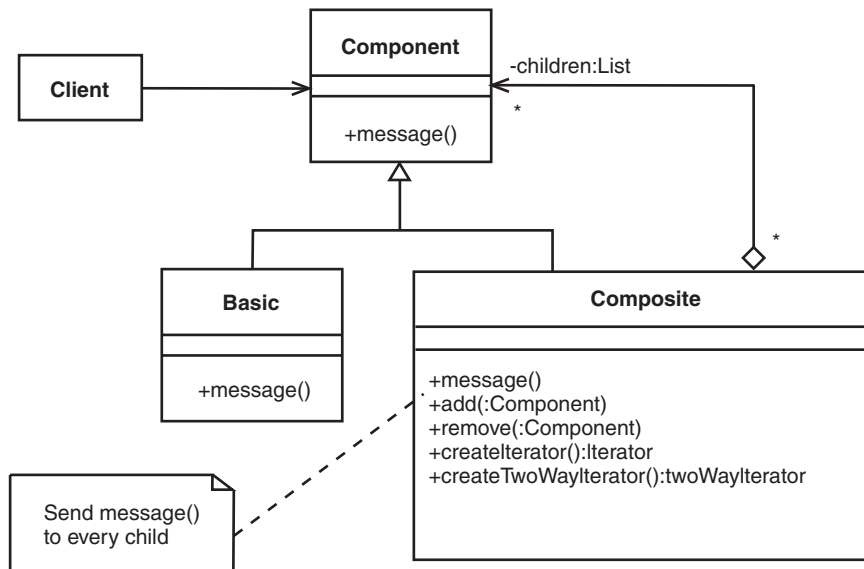 Component
-children:List
Client
*
+message()
*
Basic
Composite
+message()
+message()
+add(:Component)
+remove(:Component)
+createIterator():Iterator
+createTwoWayIterator():twoWayIterator
Send message()
to every child